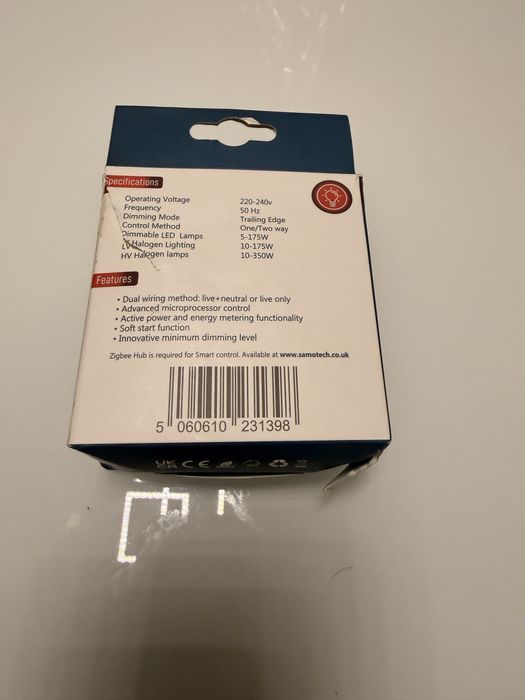 Specifications
Operating Voltage 220-240v
Frequency 50 Hz
Dimming Mode Trailing Edge
Control Method One/Two way
Dimmable LED Lamps 5-175W
LV Halogen Lighting 10-175W
HV Halogen lamps 10-350W
Features
• Dual wiring method: live+neutral or live only
• Advanced microprocessor control
• Active power and energy metering functionality
• Soft start function
• Innovative minimum dimming level
Zigbee Hub is required for Smart control. Available at www.samotech.co.uk
5 060610 231398
UK CA CE